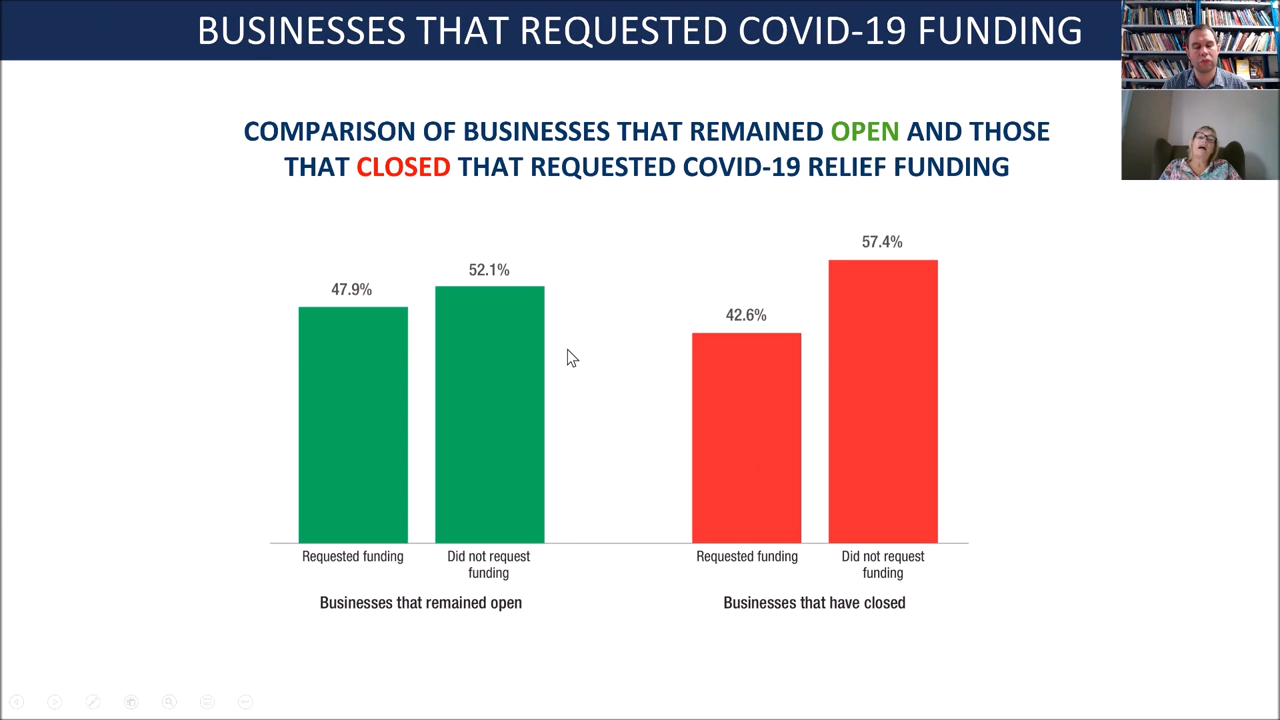 BUSINESSES THAT REQUESTED COVID-19 FUNDING
COMPARISON OF BUSINESSES THAT REMAINED OPEN AND THOSE
THAT CLOSED THAT REQUESTED COVID-19 RELIEF FUNDING
47.9%
52.1%
42.6%
57.4%
Requested funding
Did not request
funding
Requested funding
Did not request
funding
Businesses that remained open
Businesses that have closed